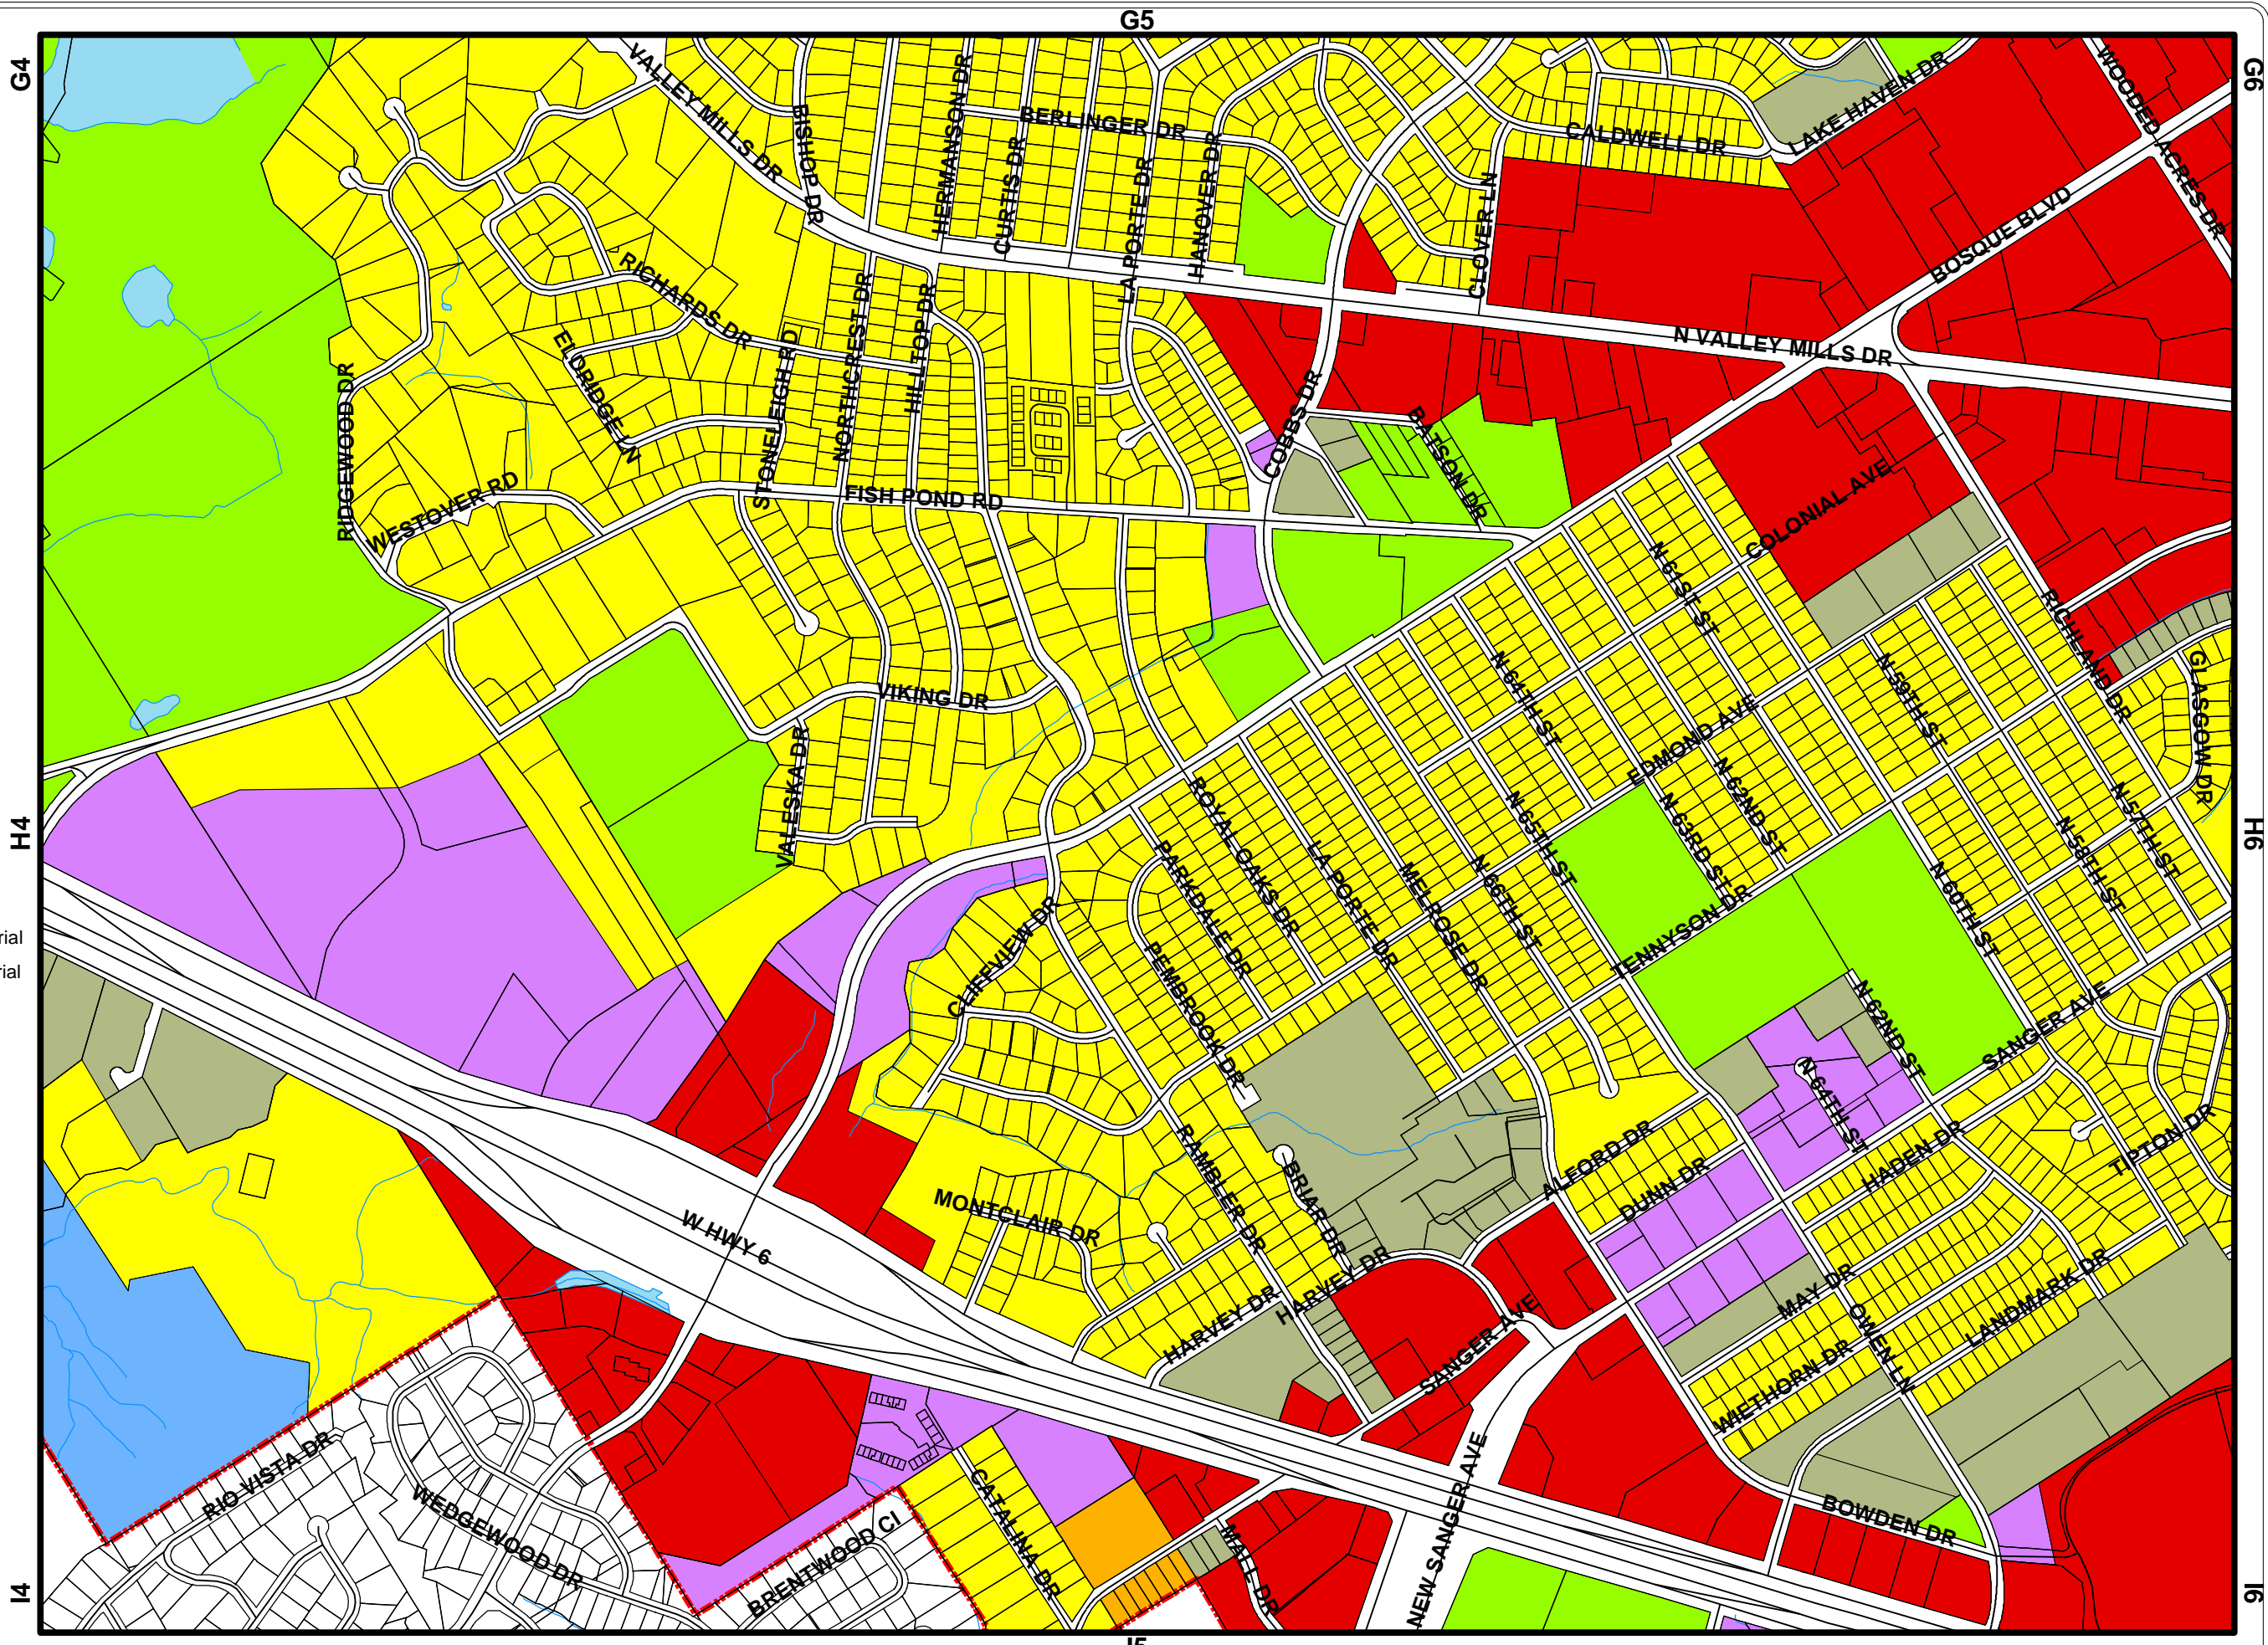 G5
G4
G6
VALLEY MILLS DR
BISHOP DR
HERMANSON DR
BERLINGER DR
CURTIS DR
LA PORTE DR
HANOVER DR
CLOVER LN
CALDWELL DR
LAKE HAVEN DR
WOODED ACRES DR
BOSQUE BLVD
N VALLEY MILLS DR
RICHARDS DR
ELDRIDGE LN
STONELEIGH RD
NORTHCREST DR
HILLTOP DR
COBBS DR
BATSON DR
RIDGEWOOD DR
WESTOVER RD
FISH POND RD
COLONIAL AVE
N 61ST ST
RICHLAND DR
GLASGOW DR
N 59TH ST
N 64TH ST
VIKING DR
VALESKA DR
EDMOND AVE
N 62ND ST
N 63RD ST
N 65TH ST
N 57TH ST
N 58TH ST
H4
H6
ROYAL OAKS DR
PARKDALE DR
LA PORTE DR
MELROSE DR
N 66TH ST
N 60TH ST
TENNYSON DR
CLIFFVIEW DR
PEMBROOK DR
rial
rial
N 62ND ST
SANGER AVE
N 64TH ST
TIPTON DR
HADEN DR
ALFORD DR
DUNN DR
RAMBLER DR
BRIAR DR
MONTCLAIR DR
W HWY 6
HARVEY DR
HARVEY DR
SANGER AVE
MAY DR
OWEN LN
LANDMARK DR
WIETHORN DR
RIO VISTA DR
WEDGEWOOD DR
BRENTWOOD CI
CATALINA DR
MALL DR
NEW SANGER AVE
BOWDEN DR
I4
I6
I5